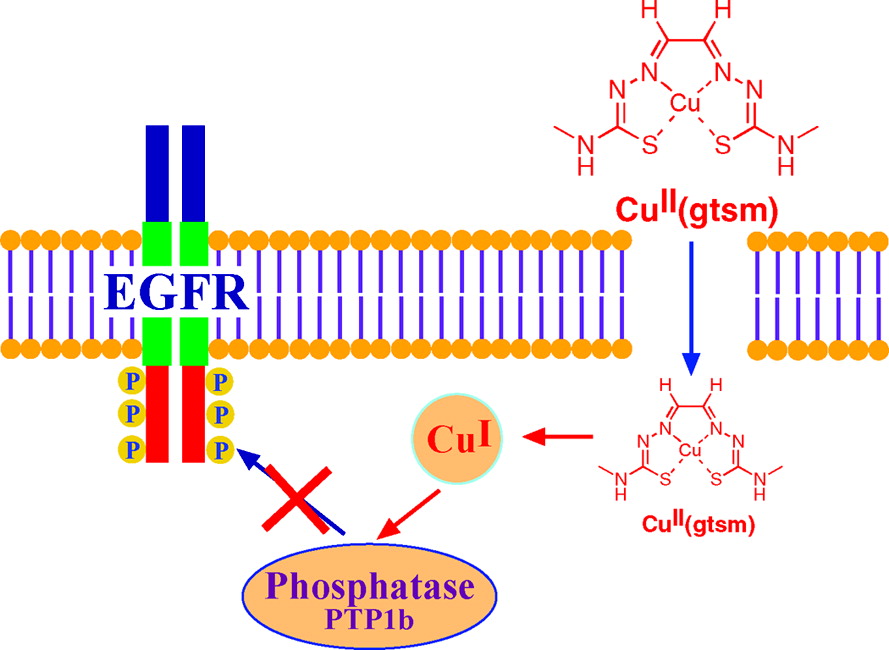 H H
N N
N N
Cu
N S S N
H H
Cu^II(gtsm)
EGFR
P P
P P
P P
Cu^I
H H
N N
N N
Cu
N S S N
H H
Cu^II(gtsm)
Phosphatase
PTP1b